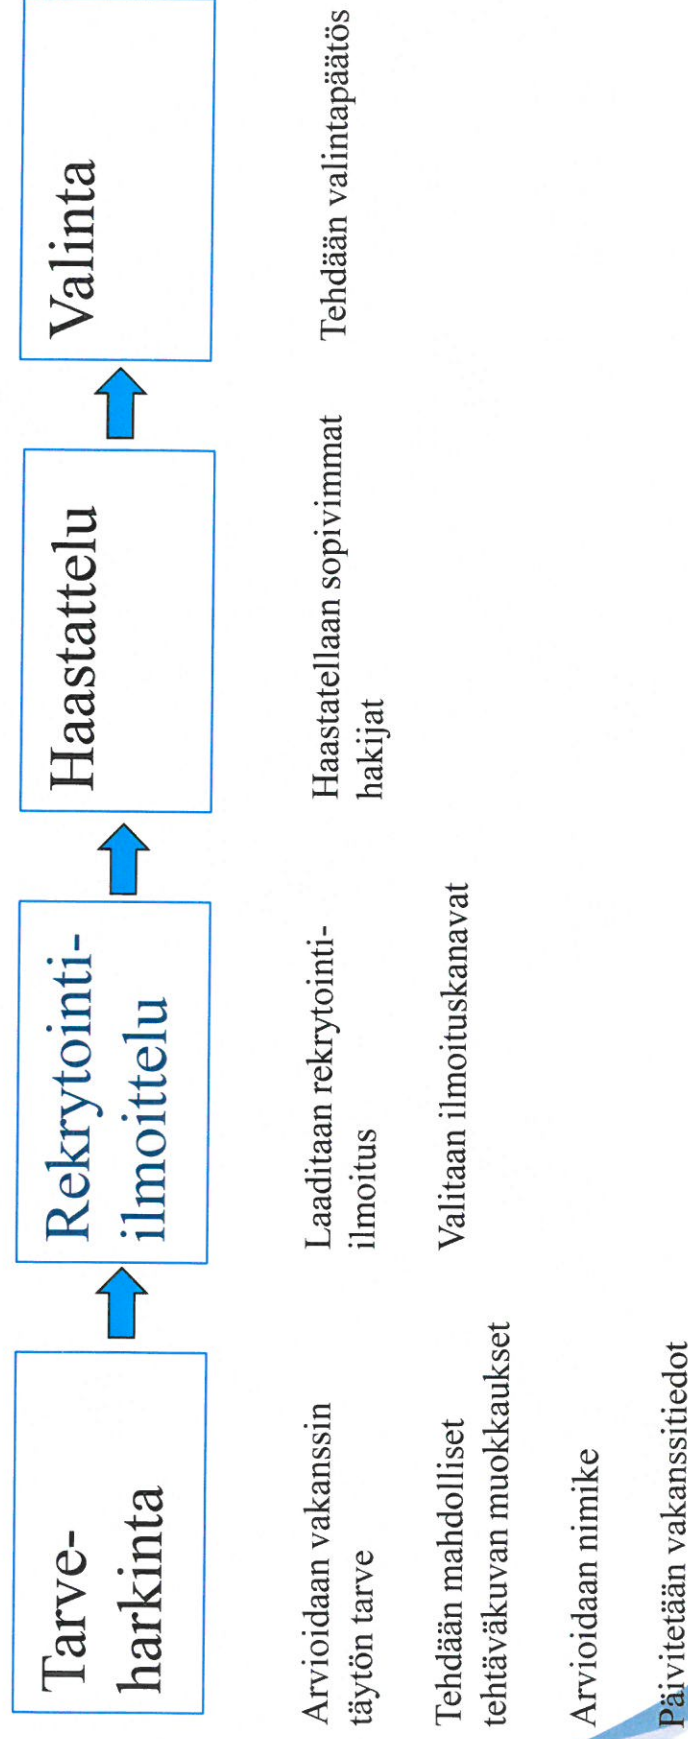 Tarve-
harkinta
Rekrytointi-
ilmoittelu
Haastattelu
Valinta
Arvioidaan vakanssin
täytön tarve
Tehdään mahdolliset
tehtäväkuvan muokkaukset
Arvioidaan nimike
Päivitetään vakanssitiedot
Laaditaan rekrytointi-
ilmoitus
Valitaan ilmoituskanavat
Haastatellaan sopivimmat
hakijat
Tehdään valintapäätös